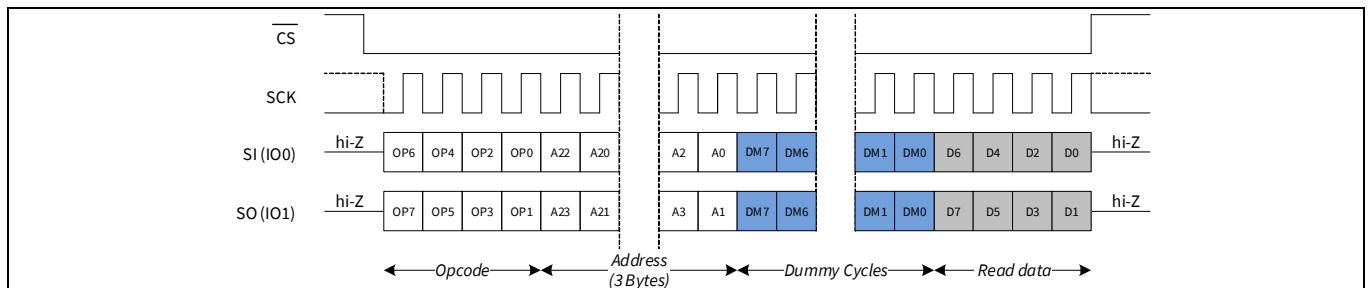 CS
SCK
SI (IO0) hi-Z OP6 OP4 OP2 OP0 A22 A20 A2 A0 DM7 DM6 DM1 DM0 D6 D4 D2 D0 hi-Z
SO (IO1) hi-Z OP7 OP5 OP3 OP1 A23 A21 A3 A1 DM7 DM6 DM1 DM0 D7 D5 D3 D1 hi-Z
Opcode Address Dummy Cycles Read data
(3 Bytes)